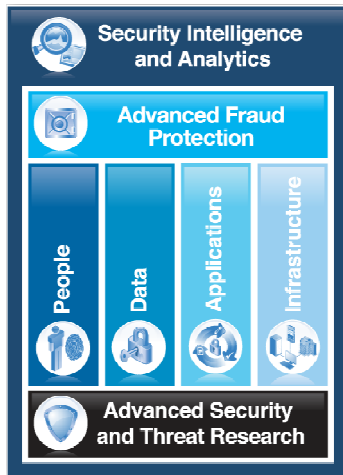 Security Intelligence
and Analytics
Advanced Fraud
Protection
People
Data
Applications
Infrastructure
Advanced Security
and Threat Research